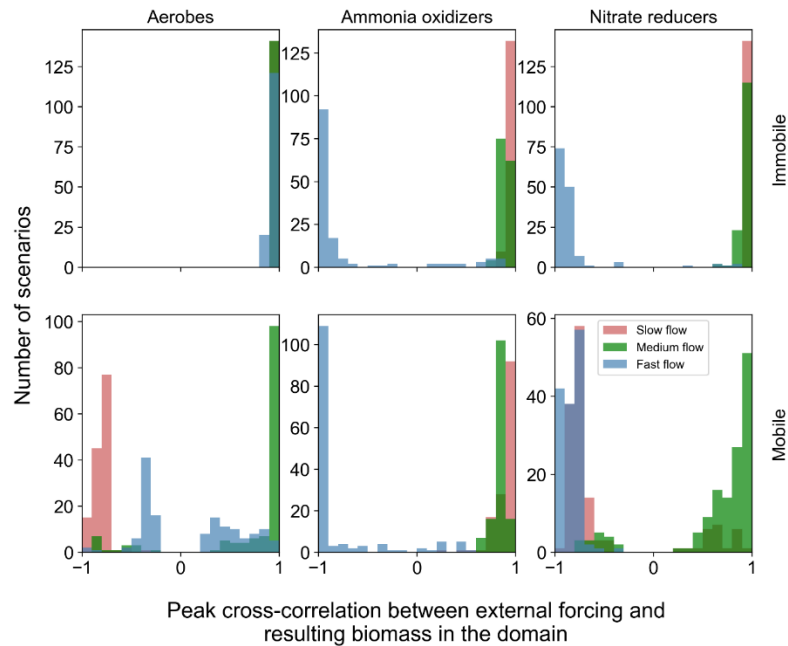 Aerobes
Ammonia oxidizers
Nitrate reducers
125
100
75
50
25
0
125
100
75
50
25
0
125
100
75
50
25
0
Immobile
Number of scenarios
100
80
60
40
20
0
100
80
60
40
20
0
60
40
20
0
Slow flow
Medium flow
Fast flow
Mobile
−1 0 1
−1 0 1
−1 0 1
Peak cross-correlation between external forcing and
resulting biomass in the domain